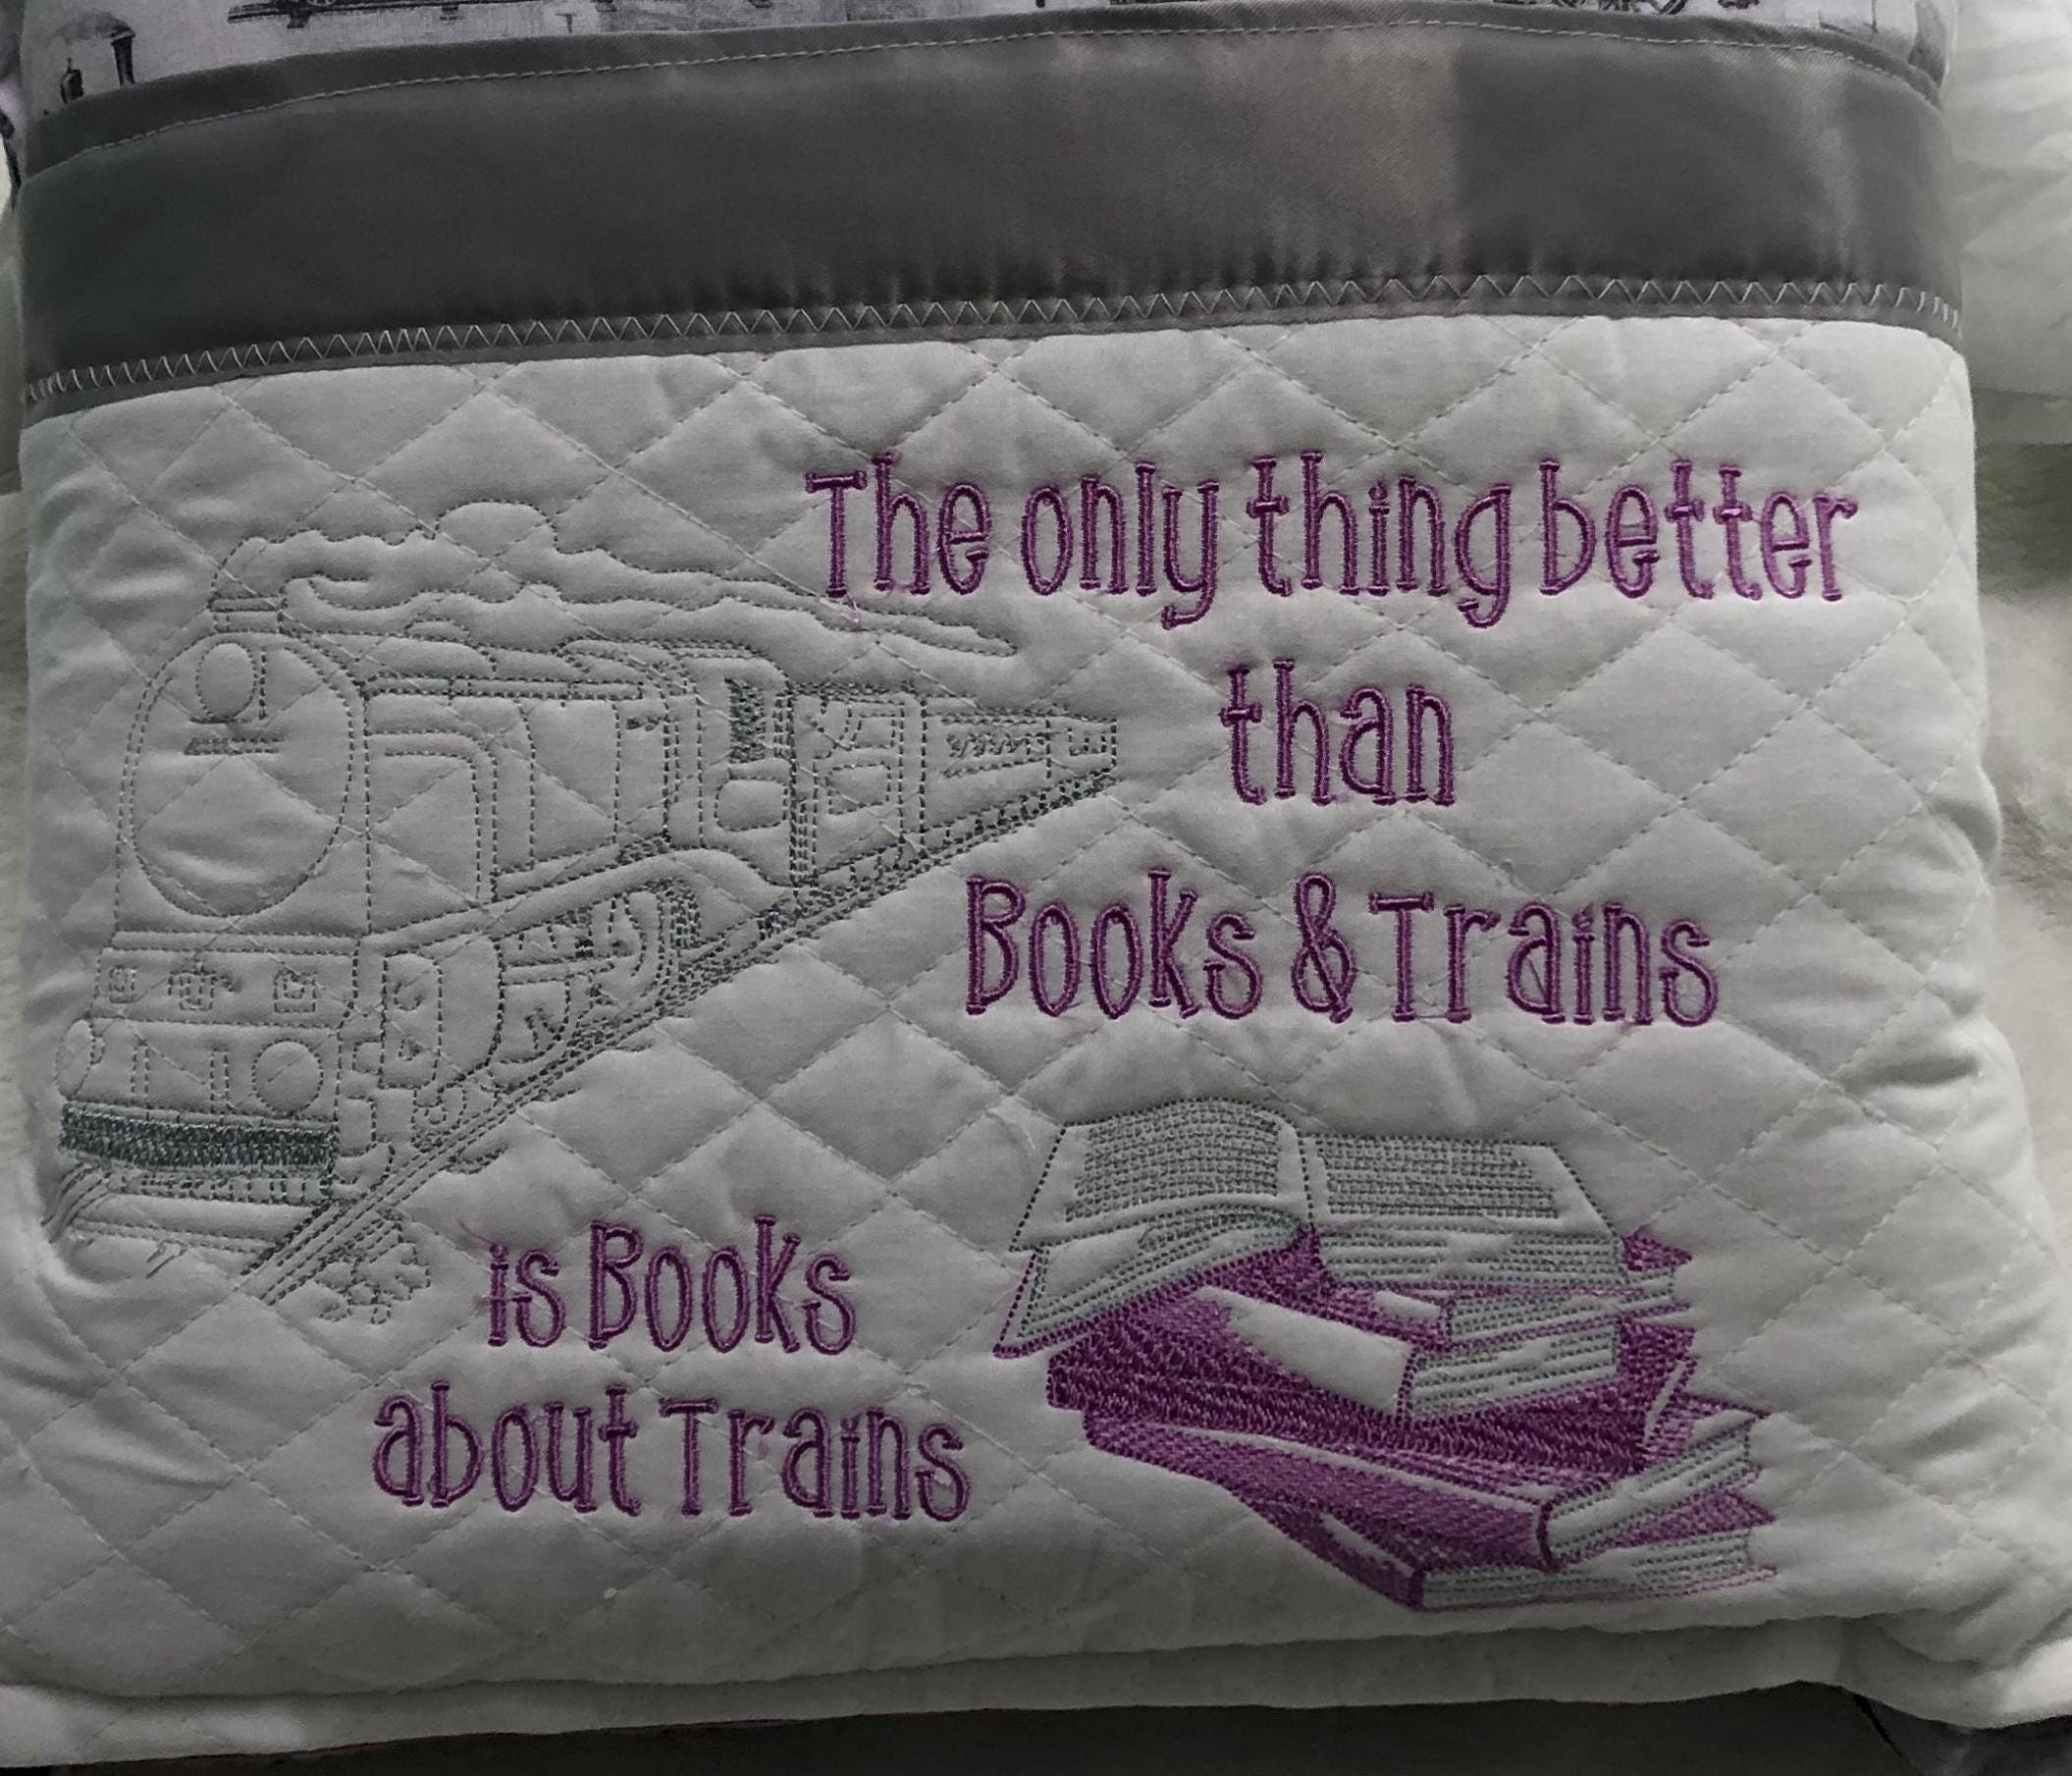 The only thing better
than
Books & Trains
is Books
about Trains